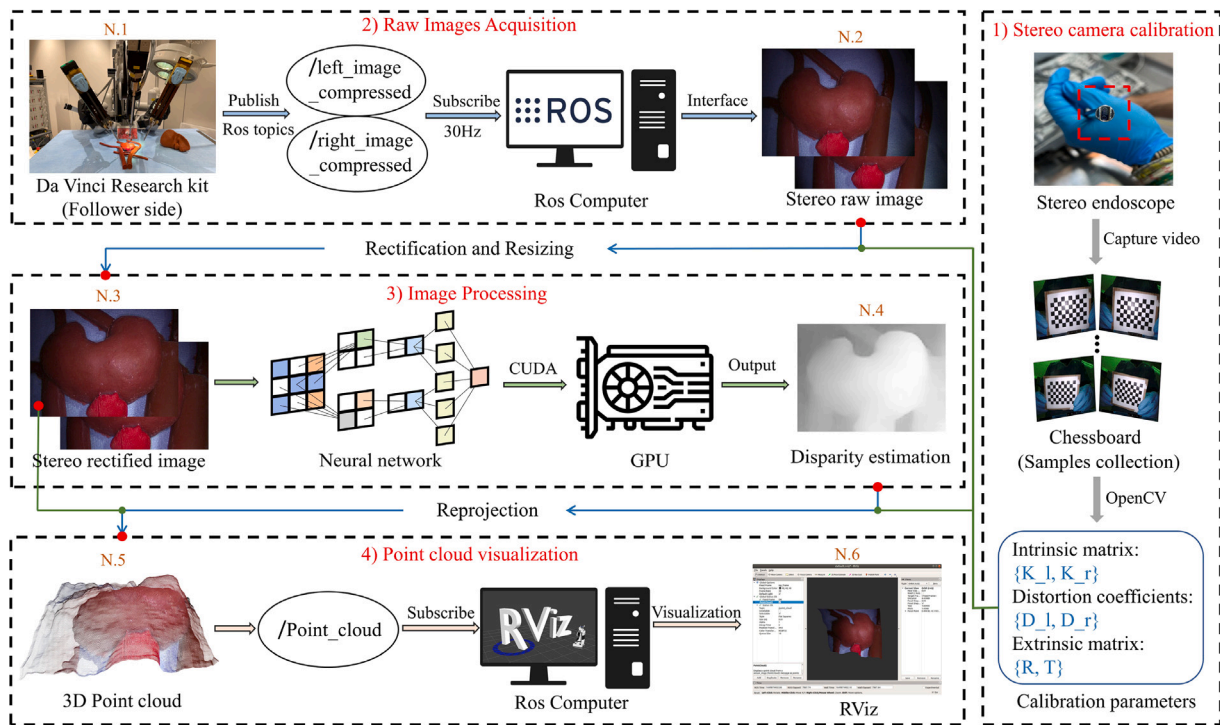 2) Raw Images Acquisition
N.1
Publish
Ros topics
/left_image
_compressed
/right_image
_compressed
Subscribe
30Hz
ROS
Interface
N.2
Da Vinci Research kit
(Follower side)
Ros Computer
Stereo raw image
Rectification and Resizing
3) Image Processing
N.3
CUDA
Output
N.4
Stereo rectified image
Neural network
GPU
Disparity estimation
Reprojection
4) Point cloud visualization
N.5
/Point_cloud
Subscribe
RViz
Visualization
N.6
3D Point cloud
Ros Computer
RViz
1) Stereo camera calibration
Stereo endoscope
Capture video
Chessboard
(Samples collection)
OpenCV
Intrinsic matrix:
{K_l, K_r}
Distortion coefficients:
{D_l, D_r}
Extrinsic matrix:
{R, T}
Calibration parameters